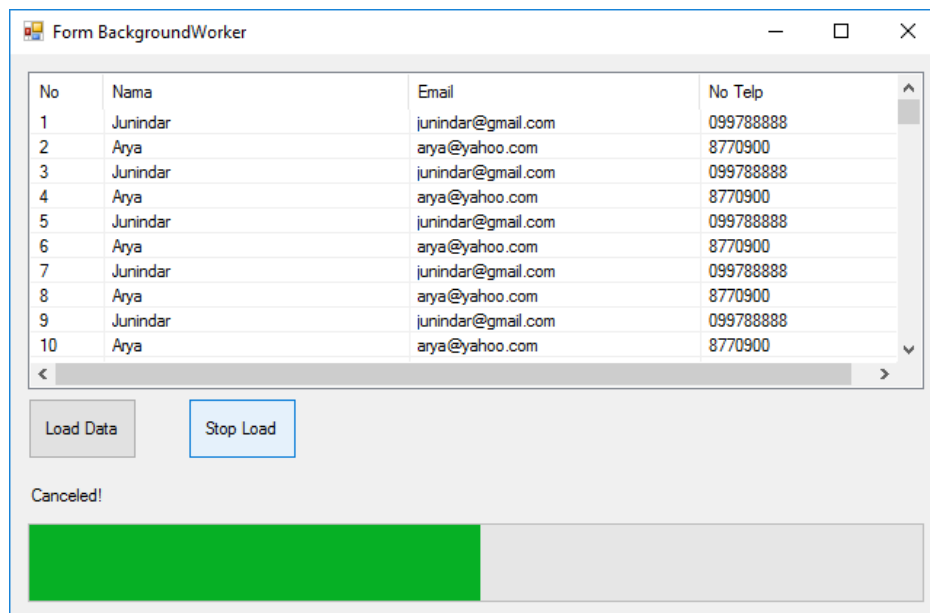 Form BackgroundWorker
No Nama Email No Telp
1 Junindar junindar@gmail.com 099788888
2 Arya arya@yahoo.com 8770900
3 Junindar junindar@gmail.com 099788888
4 Arya arya@yahoo.com 8770900
5 Junindar junindar@gmail.com 099788888
6 Arya arya@yahoo.com 8770900
7 Junindar junindar@gmail.com 099788888
8 Arya arya@yahoo.com 8770900
9 Junindar junindar@gmail.com 099788888
10 Arya arya@yahoo.com 8770900
Load Data Stop Load
Canceled!